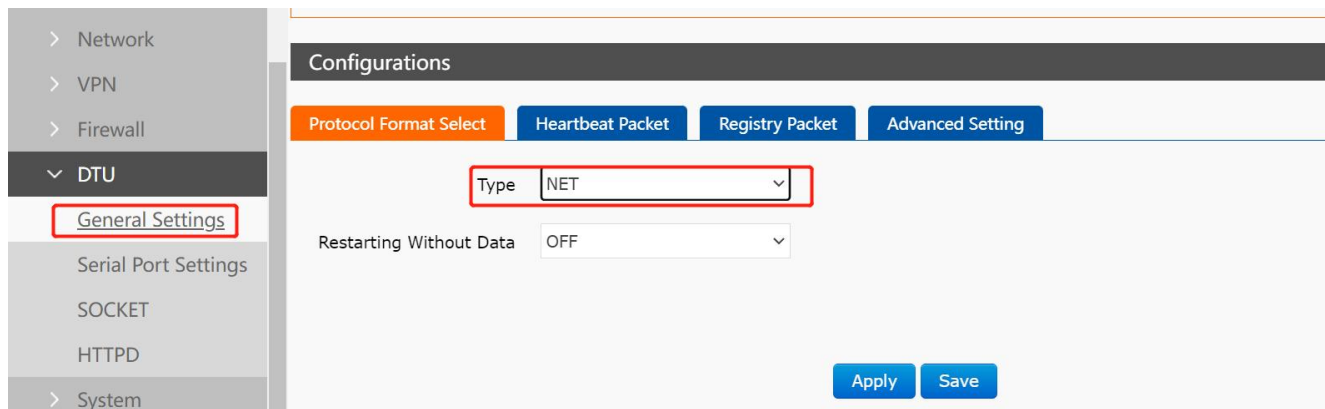 Network
VPN
Firewall
DTU
General Settings
Serial Port Settings
SOCKET
HTTPD
System
Configurations
Protocol Format Select
Heartbeat Packet
Registry Packet
Advanced Setting
Type NET
Restarting Without Data OFF
Apply Save